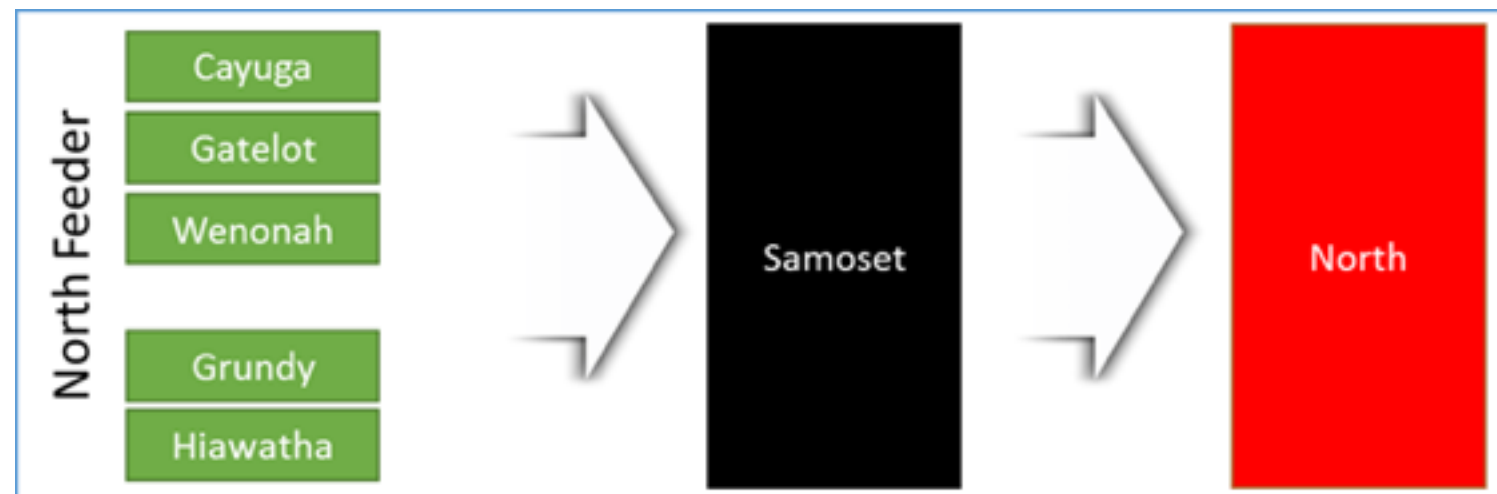 North Feeder
Cayuga
Gatelot
Wenonah
Grundy
Hiawatha
Samoset
North